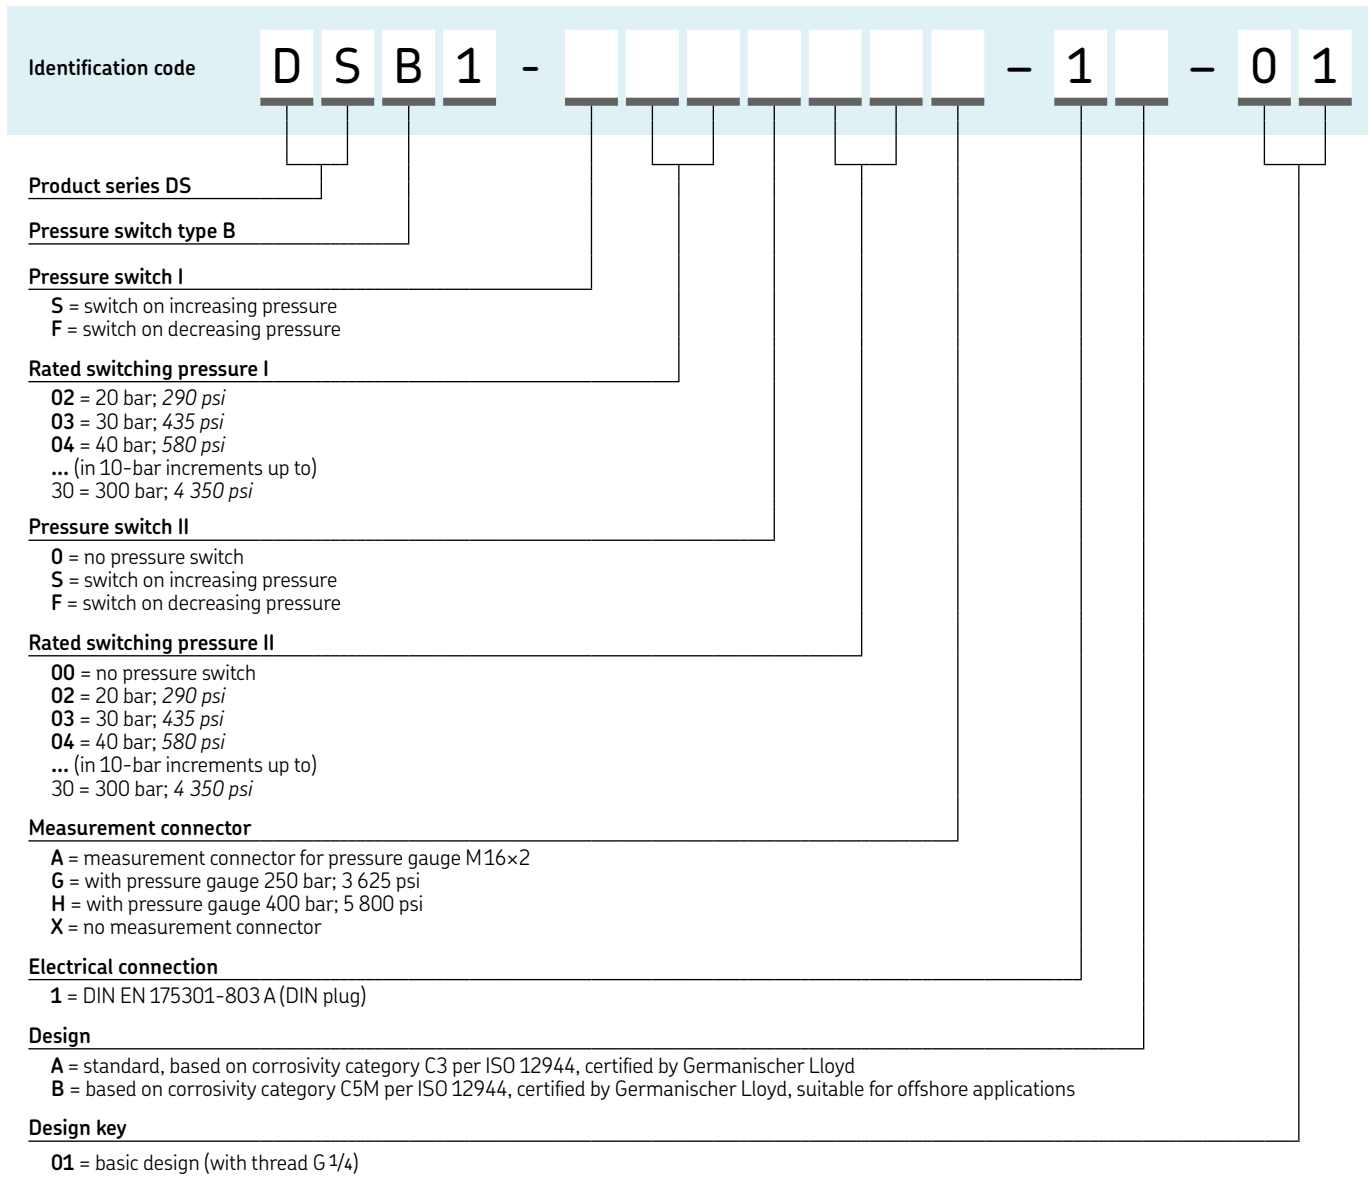 Identification code D S B 1 - – 1 – 0 1
Product series DS
Pressure switch type B
Pressure switch I
S = switch on increasing pressure
F = switch on decreasing pressure
Rated switching pressure I
02 = 20 bar; 290 psi
03 = 30 bar; 435 psi
04 = 40 bar; 580 psi
... (in 10-bar increments up to)
30 = 300 bar; 4 350 psi
Pressure switch II
0 = no pressure switch
S = switch on increasing pressure
F = switch on decreasing pressure
Rated switching pressure II
00 = no pressure switch
02 = 20 bar; 290 psi
03 = 30 bar; 435 psi
04 = 40 bar; 580 psi
... (in 10-bar increments up to)
30 = 300 bar; 4 350 psi
Measurement connector
A = measurement connector for pressure gauge M16×2
G = with pressure gauge 250 bar; 3 625 psi
H = with pressure gauge 400 bar; 5 800 psi
X = no measurement connector
Electrical connection
1 = DIN EN 175301-803 A (DIN plug)
Design
A = standard, based on corrosivity category C3 per ISO 12944, certified by Germanischer Lloyd
B = based on corrosivity category C5M per ISO 12944, certified by Germanischer Lloyd, suitable for offshore applications
Design key
01 = basic design (with thread G 1/4)